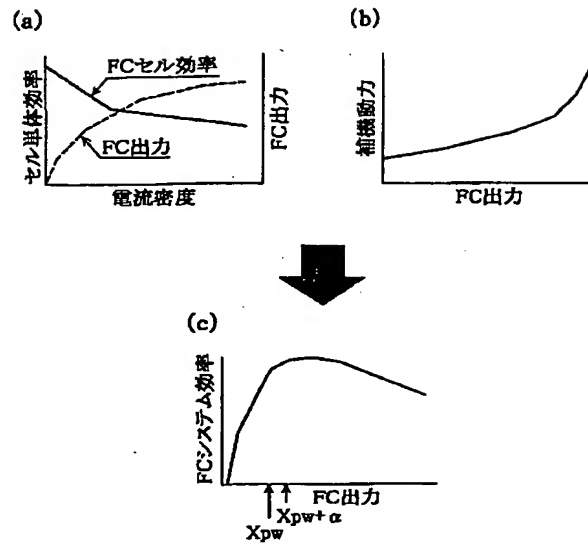 (a)
FCセル効率
セル単体効率
FC出力
FC出力
電流密度
(b)
補機動力
FC出力
(c)
FCシステム効率
FC出力
Xpw+α
Xpw